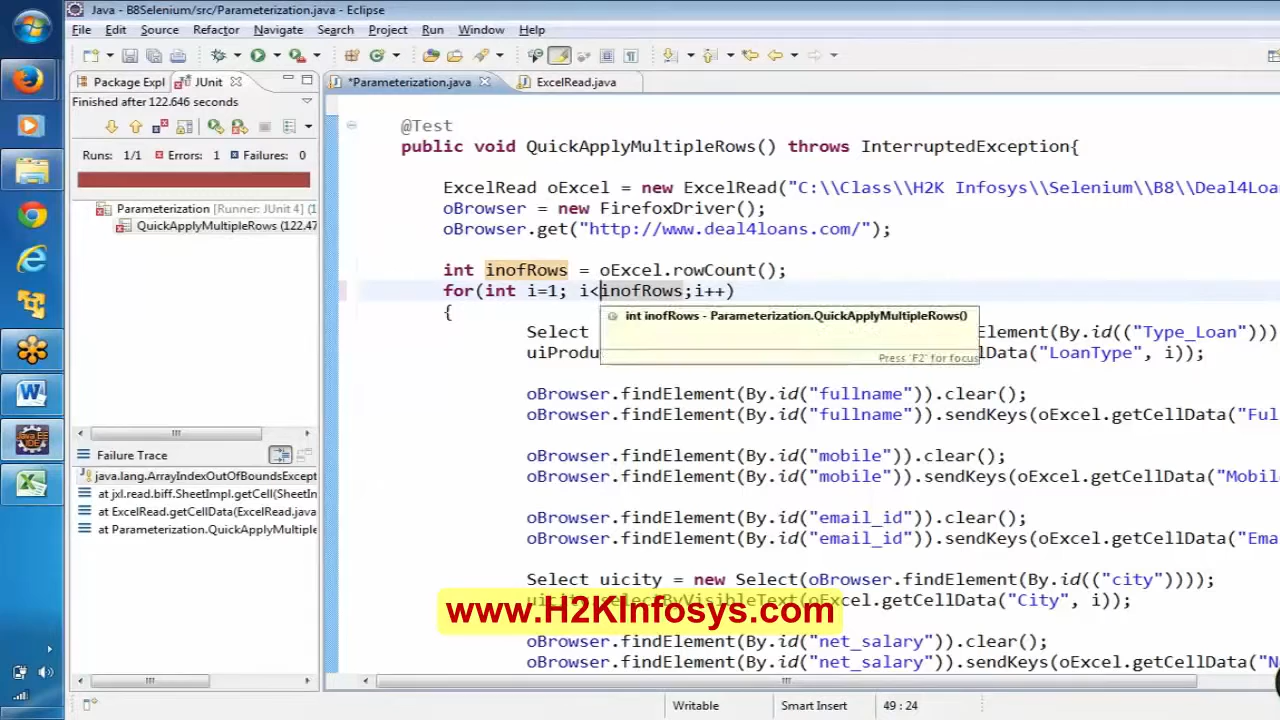 Java - B8Selenium/src/Parameterization.java - Eclipse
File Edit Source Refactor Navigate Search Project Run Window Help
Package Expl JUnit
*Parameterization.java ExcelRead.java
Finished after 122.646 seconds
Runs: 1/1 Errors: 1 Failures: 0
Parameterization [Runner: JUnit 4] (1
QuickApplyMultipleRows (122.47
Failure Trace
java.lang.ArrayIndexOutOfBoundsExcept
at jxl.read.biff.SheetImpl.getCell(SheetIn
at ExcelRead.getCellData(ExcelRead.java
at Parameterization.QuickApplyMultiple
@Test
public void QuickApplyMultipleRows() throws InterruptedException{
ExcelRead oExcel = new ExcelRead("C:\\Class\\H2K Infosys\\Selenium\\B8\\Deal4Loa
oBrowser = new FirefoxDriver();
oBrowser.get("http://www.deal4loans.com/");
int inofRows = oExcel.rowCount();
for(int i=1; i<inofRows;i++)
{
int inofRows - Parameterization.QuickApplyMultipleRows()
Press 'F2' for focus
Select Element(By.id(("Type_Loan")))
uiProdu lData("LoanType", i));
oBrowser.findElement(By.id("fullname")).clear();
oBrowser.findElement(By.id("fullname")).sendKeys(oExcel.getCellData("Ful
oBrowser.findElement(By.id("mobile")).clear();
oBrowser.findElement(By.id("mobile")).sendKeys(oExcel.getCellData("Mobil
oBrowser.findElement(By.id("email_id")).clear();
oBrowser.findElement(By.id("email_id")).sendKeys(oExcel.getCellData("Ema
Select uicity = new Select(oBrowser.findElement(By.id(("city"))));
uicity.selectByVisibleText(oExcel.getCellData("City", i));
www.H2KInfosys.com
oBrowser.findElement(By.id("net_salary")).clear();
oBrowser.findElement(By.id("net_salary")).sendKeys(oExcel.getCellData("N
Writable Smart Insert 49 : 24